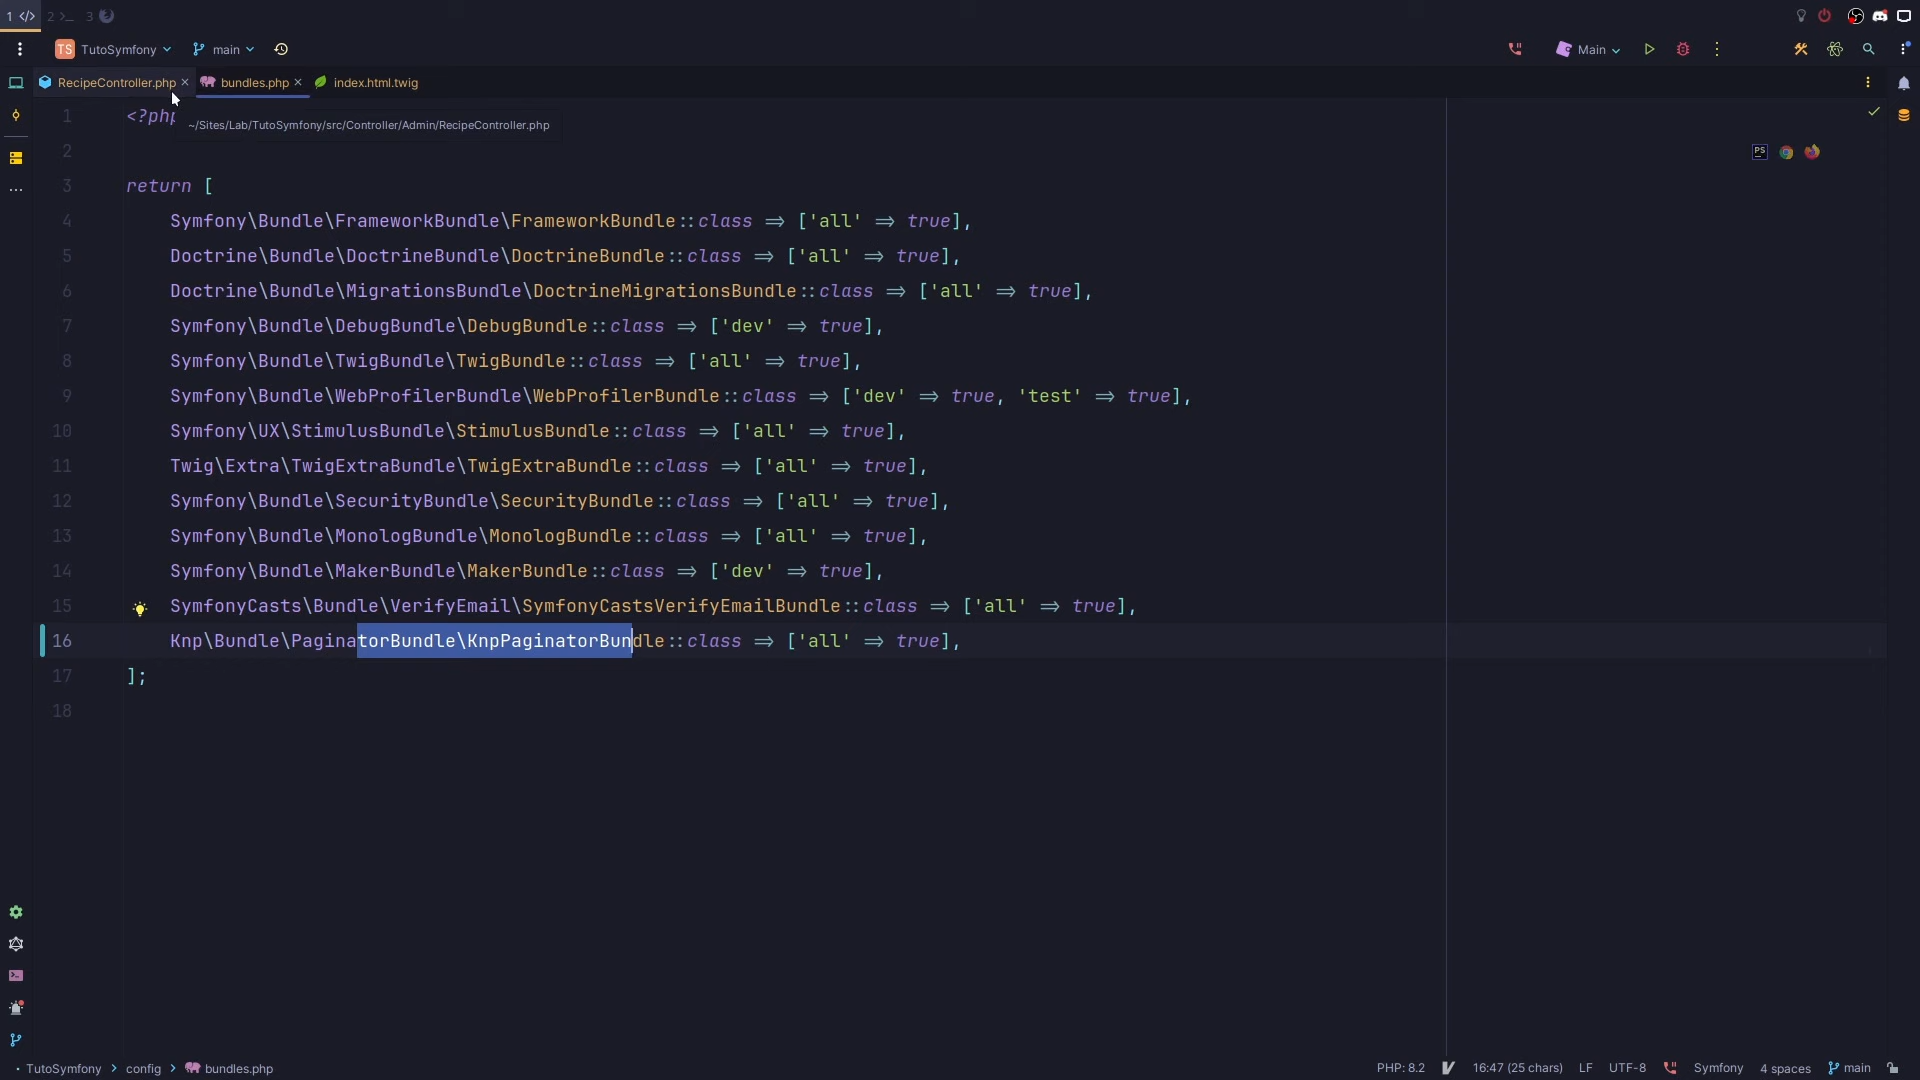 1 </> 2 >_ 3
TS TutoSymfony main Main
RecipeController.php bundles.php index.html.twig
1 <?php
~/Sites/Lab/TutoSymfony/src/Controller/Admin/RecipeController.php
2
PS
3 return [
4 Symfony\Bundle\FrameworkBundle\FrameworkBundle::class => ['all' => true],
5 Doctrine\Bundle\DoctrineBundle\DoctrineBundle::class => ['all' => true],
6 Doctrine\Bundle\MigrationsBundle\DoctrineMigrationsBundle::class => ['all' => true],
7 Symfony\Bundle\DebugBundle\DebugBundle::class => ['dev' => true],
8 Symfony\Bundle\TwigBundle\TwigBundle::class => ['all' => true],
9 Symfony\Bundle\WebProfilerBundle\WebProfilerBundle::class => ['dev' => true, 'test' => true],
10 Symfony\UX\StimulusBundle\StimulusBundle::class => ['all' => true],
11 Twig\Extra\TwigExtraBundle\TwigExtraBundle::class => ['all' => true],
12 Symfony\Bundle\SecurityBundle\SecurityBundle::class => ['all' => true],
13 Symfony\Bundle\MonologBundle\MonologBundle::class => ['all' => true],
14 Symfony\Bundle\MakerBundle\MakerBundle::class => ['dev' => true],
15 SymfonyCasts\Bundle\VerifyEmail\SymfonyCastsVerifyEmailBundle::class => ['all' => true],
16 Knp\Bundle\PaginatorBundle\KnpPaginatorBundle::class => ['all' => true],
17 ];
18
TutoSymfony > config > bundles.php PHP: 8.2 16:47 (25 chars) LF UTF-8 Symfony 4 spaces main